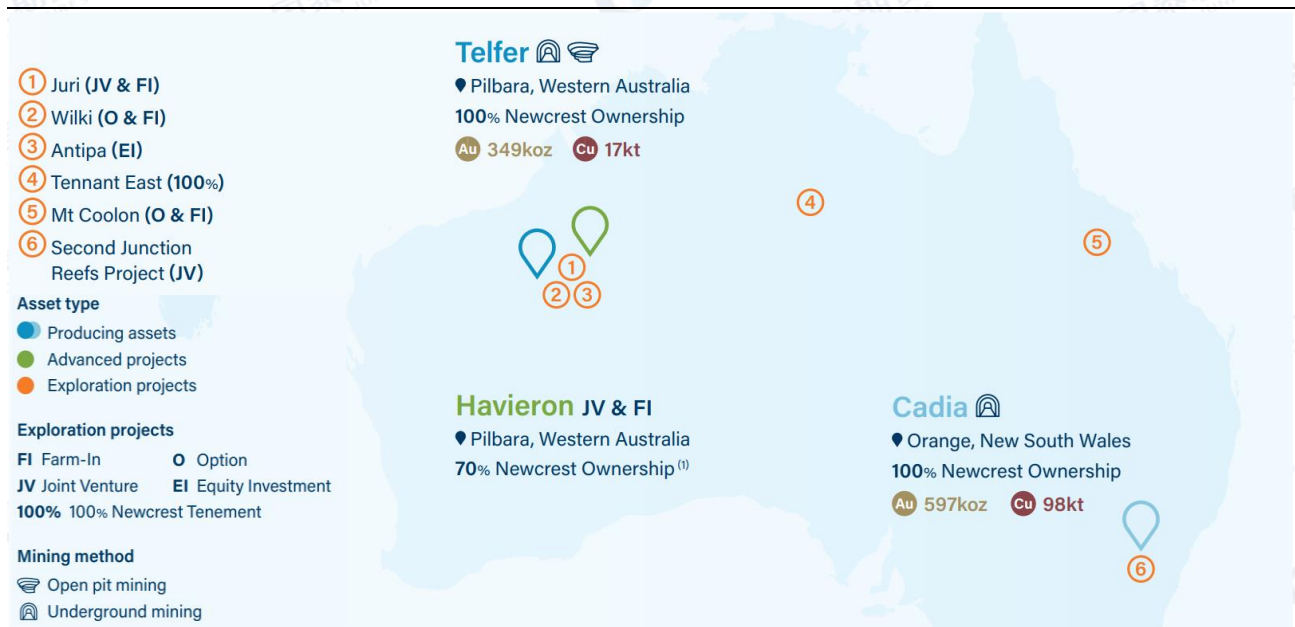 1 Juri (JV & FI)
2 Wilki (O & FI)
3 Antipa (EI)
4 Tennant East (100%)
5 Mt Coolon (O & FI)
6 Second Junction
Reefs Project (JV)
Asset type
Producing assets
Advanced projects
Exploration projects
Exploration projects
FI Farm-In O Option
JV Joint Venture EI Equity Investment
100% 100% Newcrest Tenement
Mining method
Open pit mining
Underground mining
Telfer
Pilbara, Western Australia
100% Newcrest Ownership
Au 349koz Cu 17kt
4
5
1
2 3
Havieron JV & FI
Pilbara, Western Australia
70% Newcrest Ownership (1)
Cadia
Orange, New South Wales
100% Newcrest Ownership
Au 597koz Cu 98kt
6